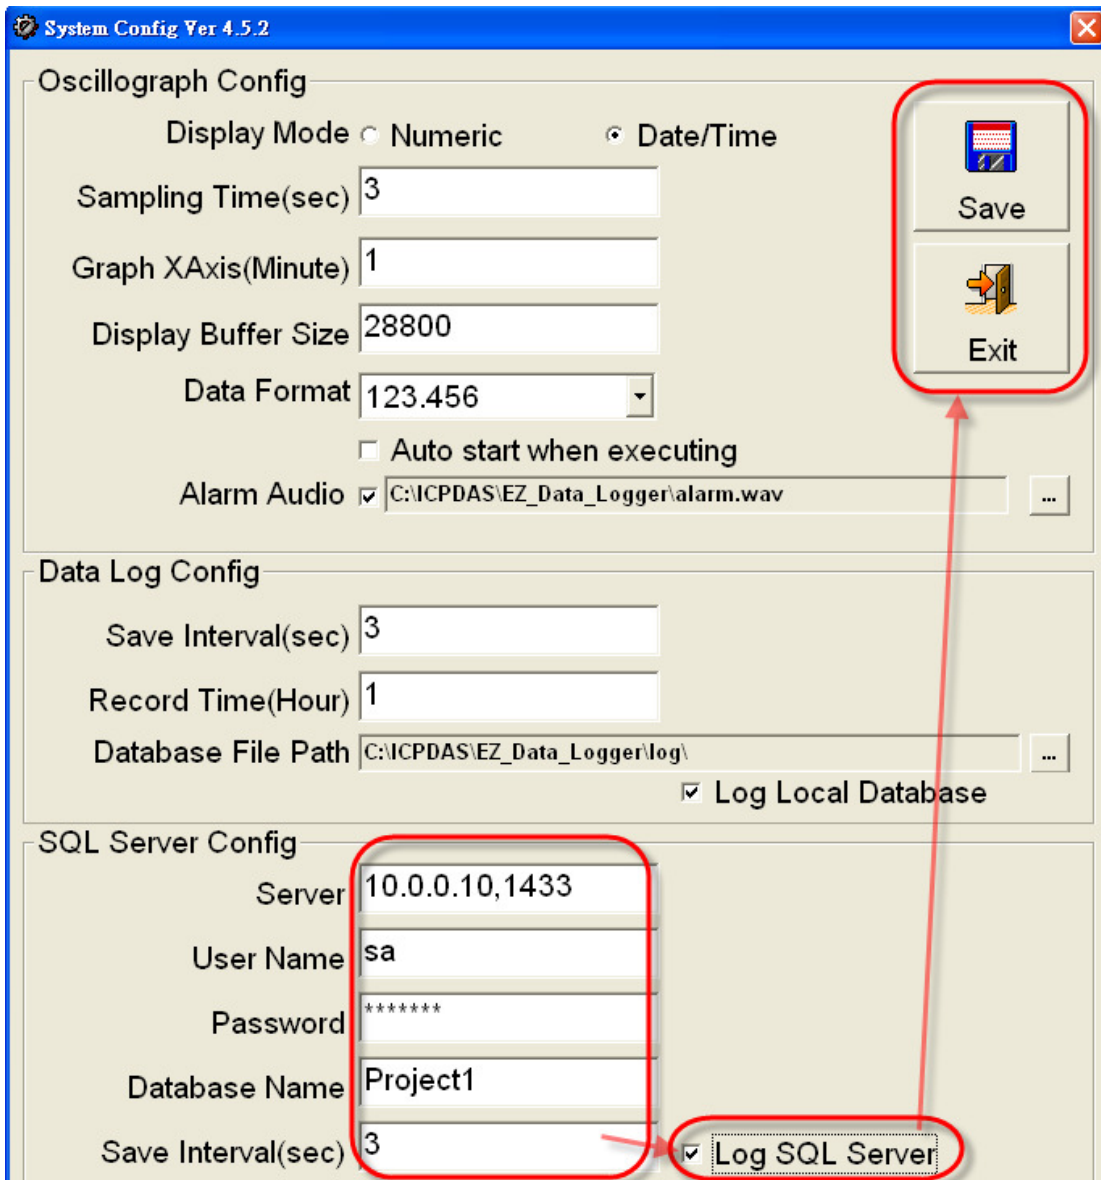 System Config Ver 4.5.2
Oscillograph Config
Display Mode Numeric Date/Time
Save
Sampling Time(sec) 3
Graph XAxis(Minute) 1
Display Buffer Size 28800
Exit
Data Format 123.456
Auto start when executing
Alarm Audio C:\ICPDAS\EZ_Data_Logger\alarm.wav ...
Data Log Config
Save Interval(sec) 3
Record Time(Hour) 1
Database File Path C:\ICPDAS\EZ_Data_Logger\log\ ...
Log Local Database
SQL Server Config
Server 10.0.0.10,1433
User Name sa
Password *******
Database Name Project1
Save Interval(sec) 3 Log SQL Server